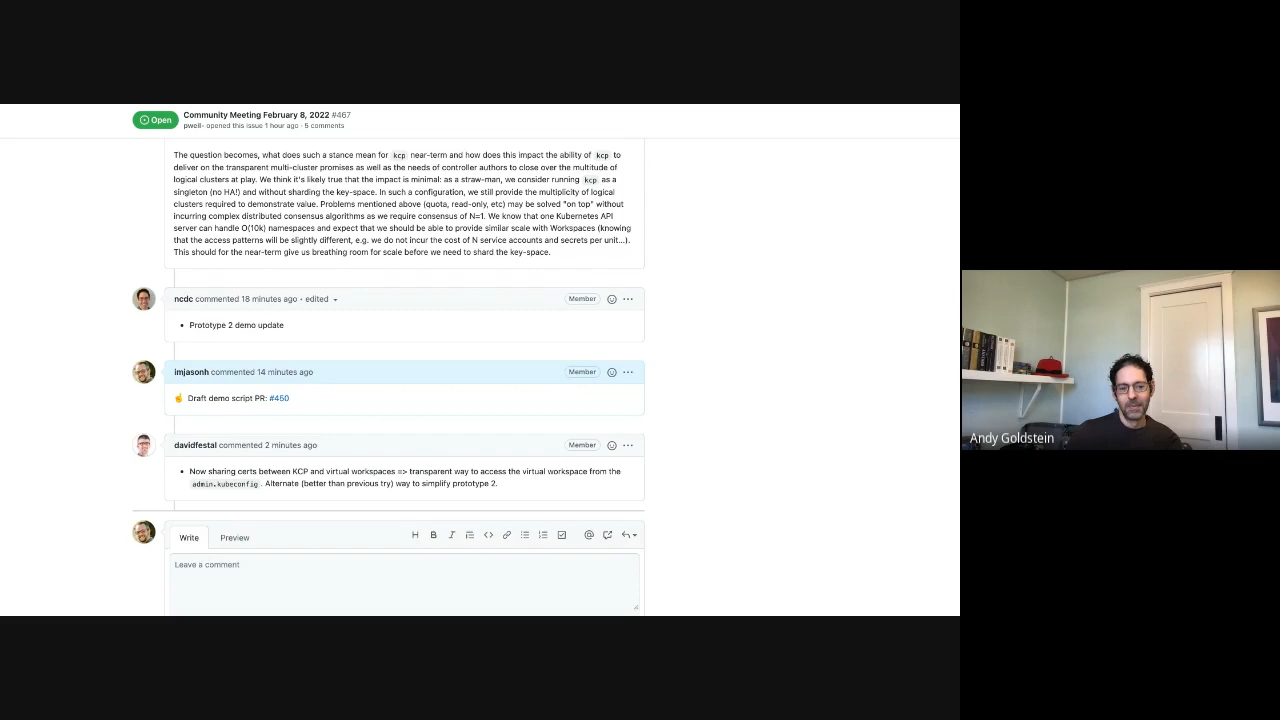 Open
Community Meeting February 8, 2022 #467
pweil- opened this issue 1 hour ago · 5 comments
The question becomes, what does such a stance mean for kcp near-term and how does this impact the ability of kcp to
deliver on the transparent multi-cluster promises as well as the needs of controller authors to close over the multitude of
logical clusters at play. We think it's likely true that the impact is minimal: as a straw-man, we consider running kcp as a
singleton (no HA!) and without sharding the key-space. In such a configuration, we still provide the multiplicity of logical
clusters required to demonstrate value. Problems mentioned above (quota, read-only, etc) may be solved "on top" without
incurring complex distributed consensus algorithms as we require consensus of N=1. We know that one Kubernetes API
server can handle O(10k) namespaces and expect that we should be able to provide similar scale with Workspaces (knowing
that the access patterns will be slightly different, e.g. we do not incur the cost of N service accounts and secrets per unit...).
This should for the near-term give us breathing room for scale before we need to shard the key-space.
ncdc commented 18 minutes ago • edited
Member
• Prototype 2 demo update
imjasonh commented 14 minutes ago
Member
☝ Draft demo script PR: #450
davidfestal commented 2 minutes ago
Member
• Now sharing certs between KCP and virtual workspaces => transparent way to access the virtual workspace from the
admin.kubeconfig. Alternate (better than previous try) way to simplify prototype 2.
Write
Preview
Leave a comment
Andy Goldstein